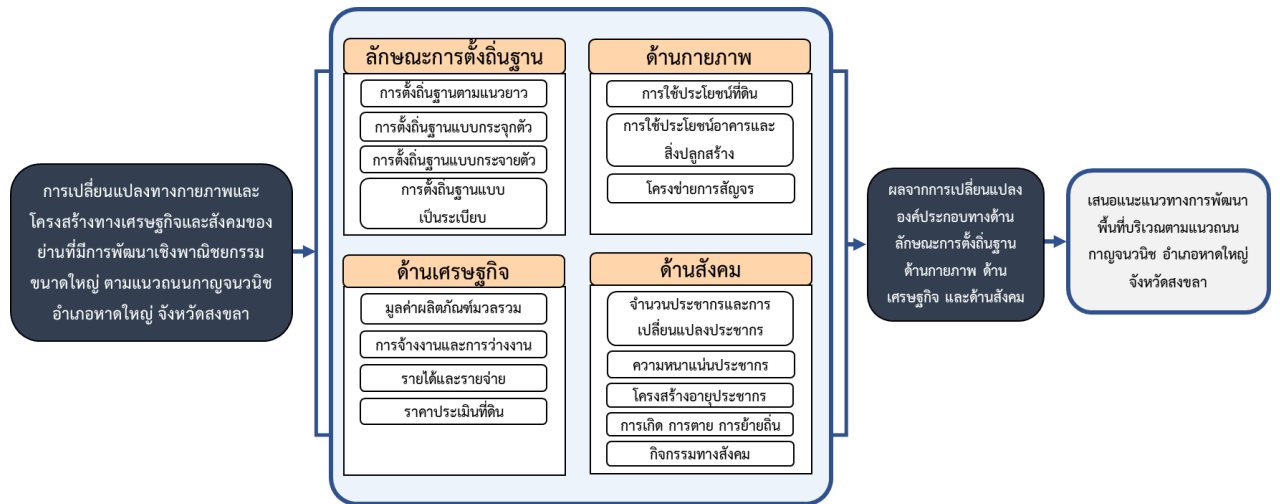 การเปลี่ยนแปลงทางกายภาพและ
โครงสร้างทางเศรษฐกิจและสังคมของ
ย่านที่มีการพัฒนาเชิงพาณิชยกรรม
ขนาดใหญ่ ตามแนวถนนกาญจนวนิช
อำเภอหาดใหญ่ จังหวัดสงขลา
ลักษณะการตั้งถิ่นฐาน
การตั้งถิ่นฐานตามแนวยาว
การตั้งถิ่นฐานแบบกระจุกตัว
การตั้งถิ่นฐานแบบกระจายตัว
การตั้งถิ่นฐานแบบ
เป็นระเบียบ
ด้านกายภาพ
การใช้ประโยชน์ที่ดิน
การใช้ประโยชน์อาคารและ
สิ่งปลูกสร้าง
โครงข่ายการสัญจร
ด้านเศรษฐกิจ
มูลค่าผลิตภัณฑ์มวลรวม
การจ้างงานและการว่างงาน
รายได้และรายจ่าย
ราคาประเมินที่ดิน
ด้านสังคม
จำนวนประชากรและการ
เปลี่ยนแปลงประชากร
ความหนาแน่นประชากร
โครงสร้างอายุประชากร
การเกิด การตาย การย้ายถิ่น
กิจกรรมทางสังคม
ผลจากการเปลี่ยนแปลง
องค์ประกอบทางด้าน
ลักษณะการตั้งถิ่นฐาน
ด้านกายภาพ ด้าน
เศรษฐกิจ และด้านสังคม
เสนอแนะแนวทางการพัฒนา
พื้นที่บริเวณตามแนวถนน
กาญจนวนิช อำเภอหาดใหญ่
จังหวัดสงขลา